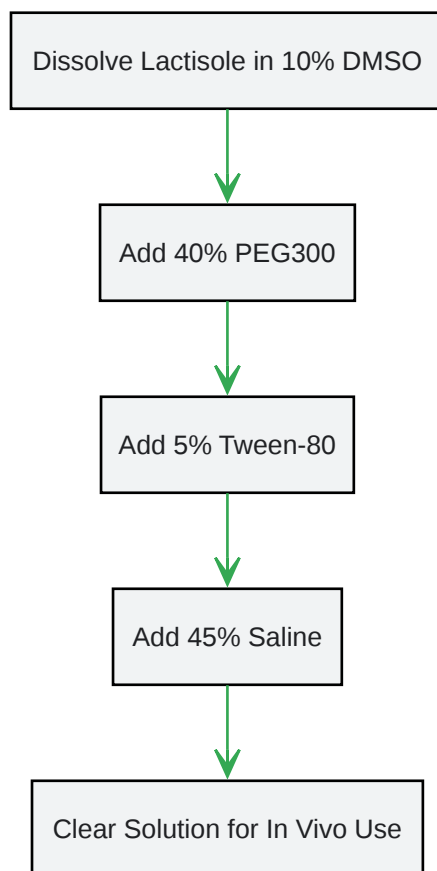 Dissolve Lactisole in 10% DMSO
Add 40% PEG300
Add 5% Tween-80
Add 45% Saline
Clear Solution for In Vivo Use